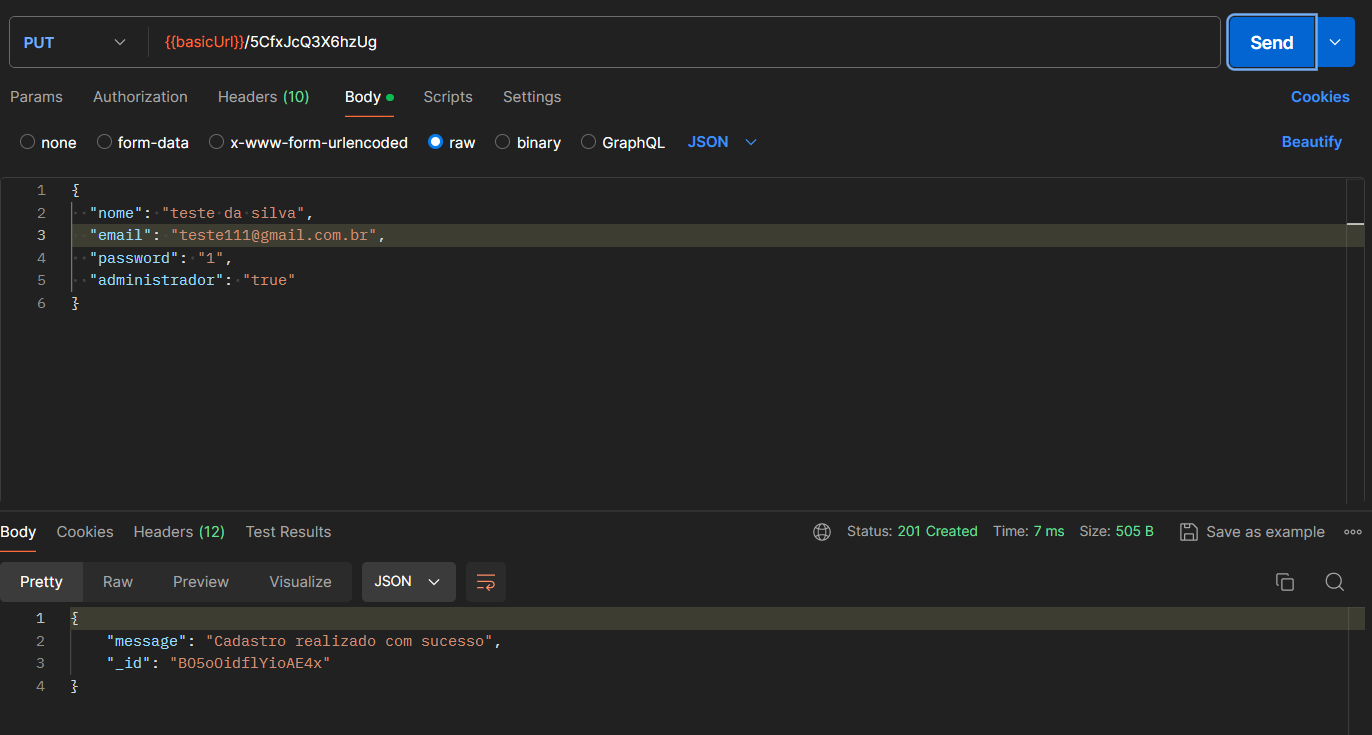 PUT {{basicUrl}}/5CfxJcQ3X6hzUg Send
Params Authorization Headers (10) Body Scripts Settings Cookies
none form-data x-www-form-urlencoded raw binary GraphQL JSON Beautify
1 {
2 "nome": "teste da silva",
3 "email": "teste111@gmail.com.br",
4 "password": "1",
5 "administrador": "true"
6 }
Body Cookies Headers (12) Test Results Status: 201 Created Time: 7 ms Size: 505 B Save as example
Pretty Raw Preview Visualize JSON
1 {
2 "message": "Cadastro realizado com sucesso",
3 "_id": "BO5oOidflYioAE4x"
4 }